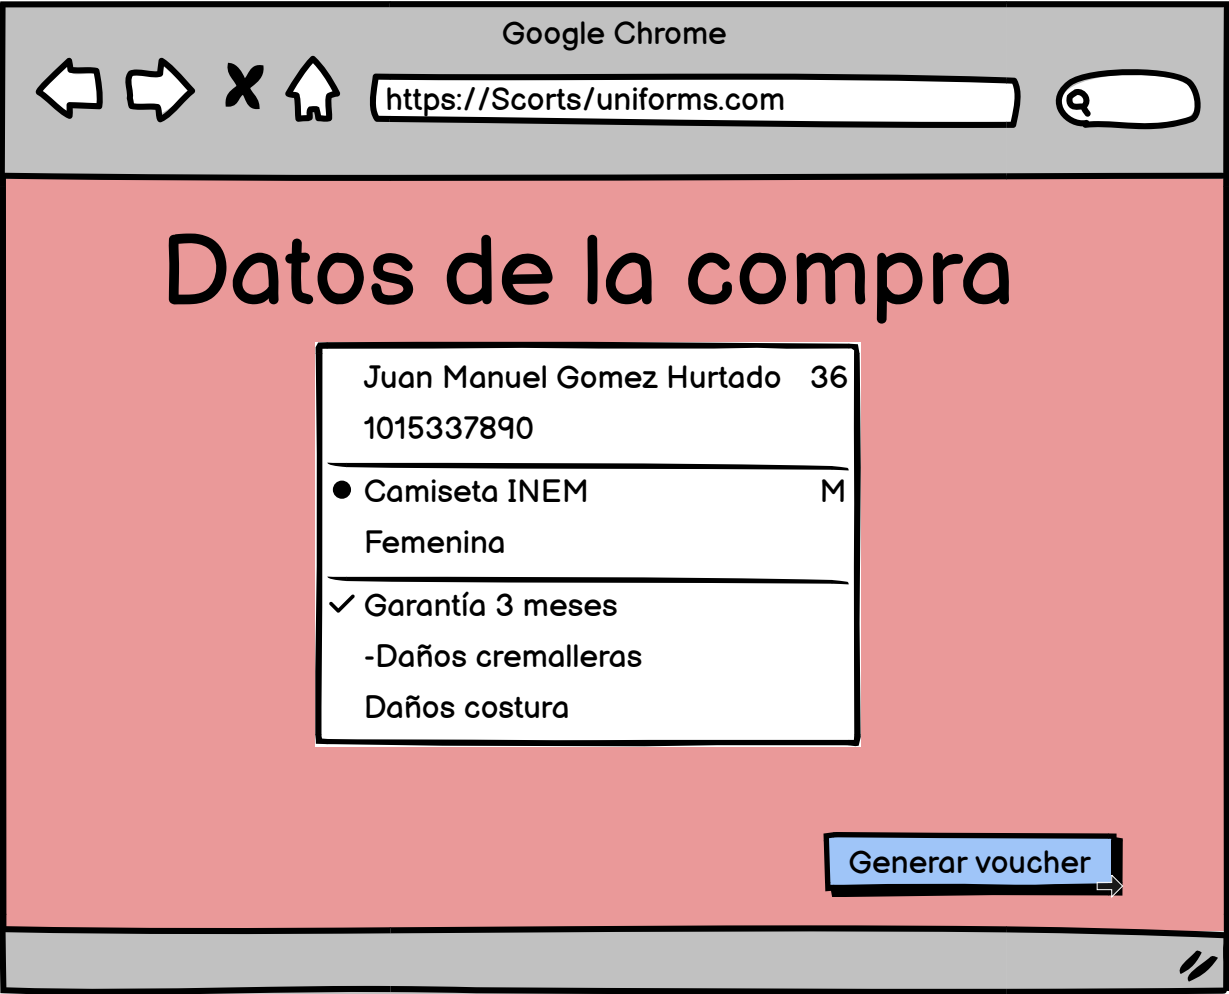 Google Chrome
https://Scorts/uniforms.com
Datos de la compra
Juan Manuel Gomez Hurtado 36
1015337890
Camiseta INEM M
Femenina
Garantía 3 meses
-Daños cremalleras
Daños costura
Generar voucher